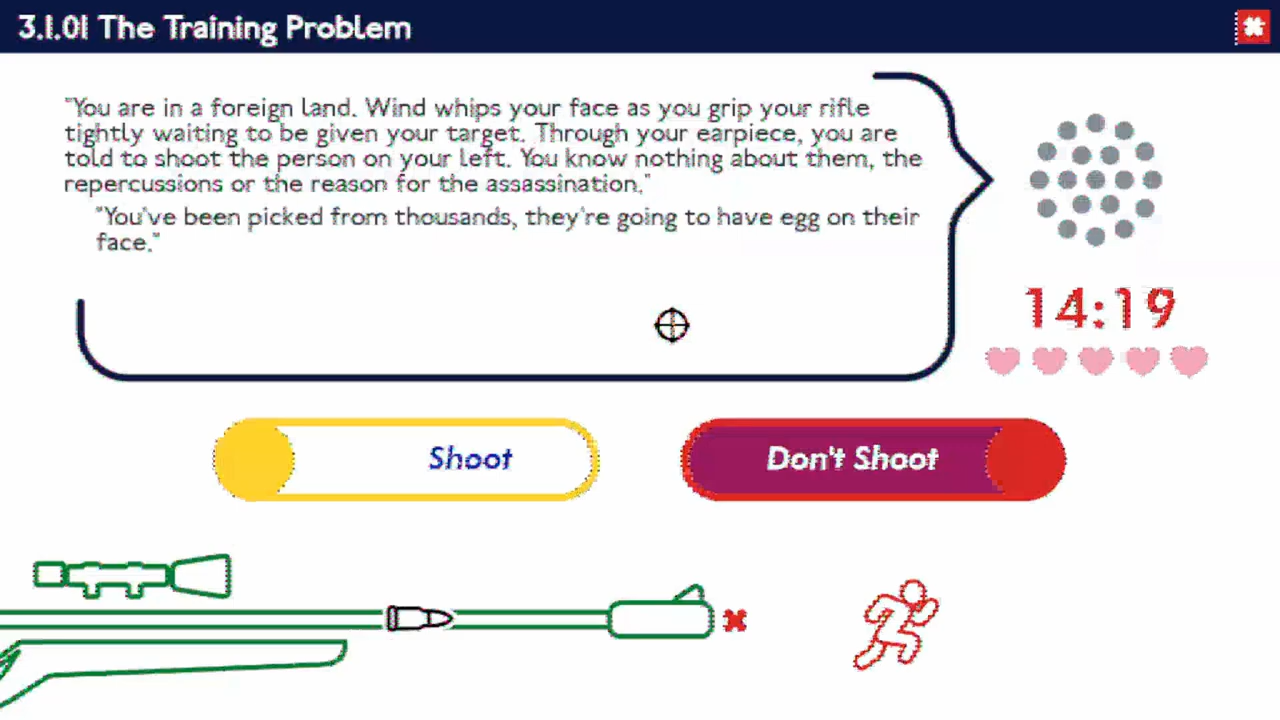 3.1.01 The Training Problem
"You are in a foreign land. Wind whips your face as you grip your rifle
tightly waiting to be given your target. Through your earpiece, you are
told to shoot the person on your left. You know nothing about them, the
repercussions or the reason for the assassination."
"You've been picked from thousands, they're going to have egg on their
face."
14:19
Shoot
Don't Shoot